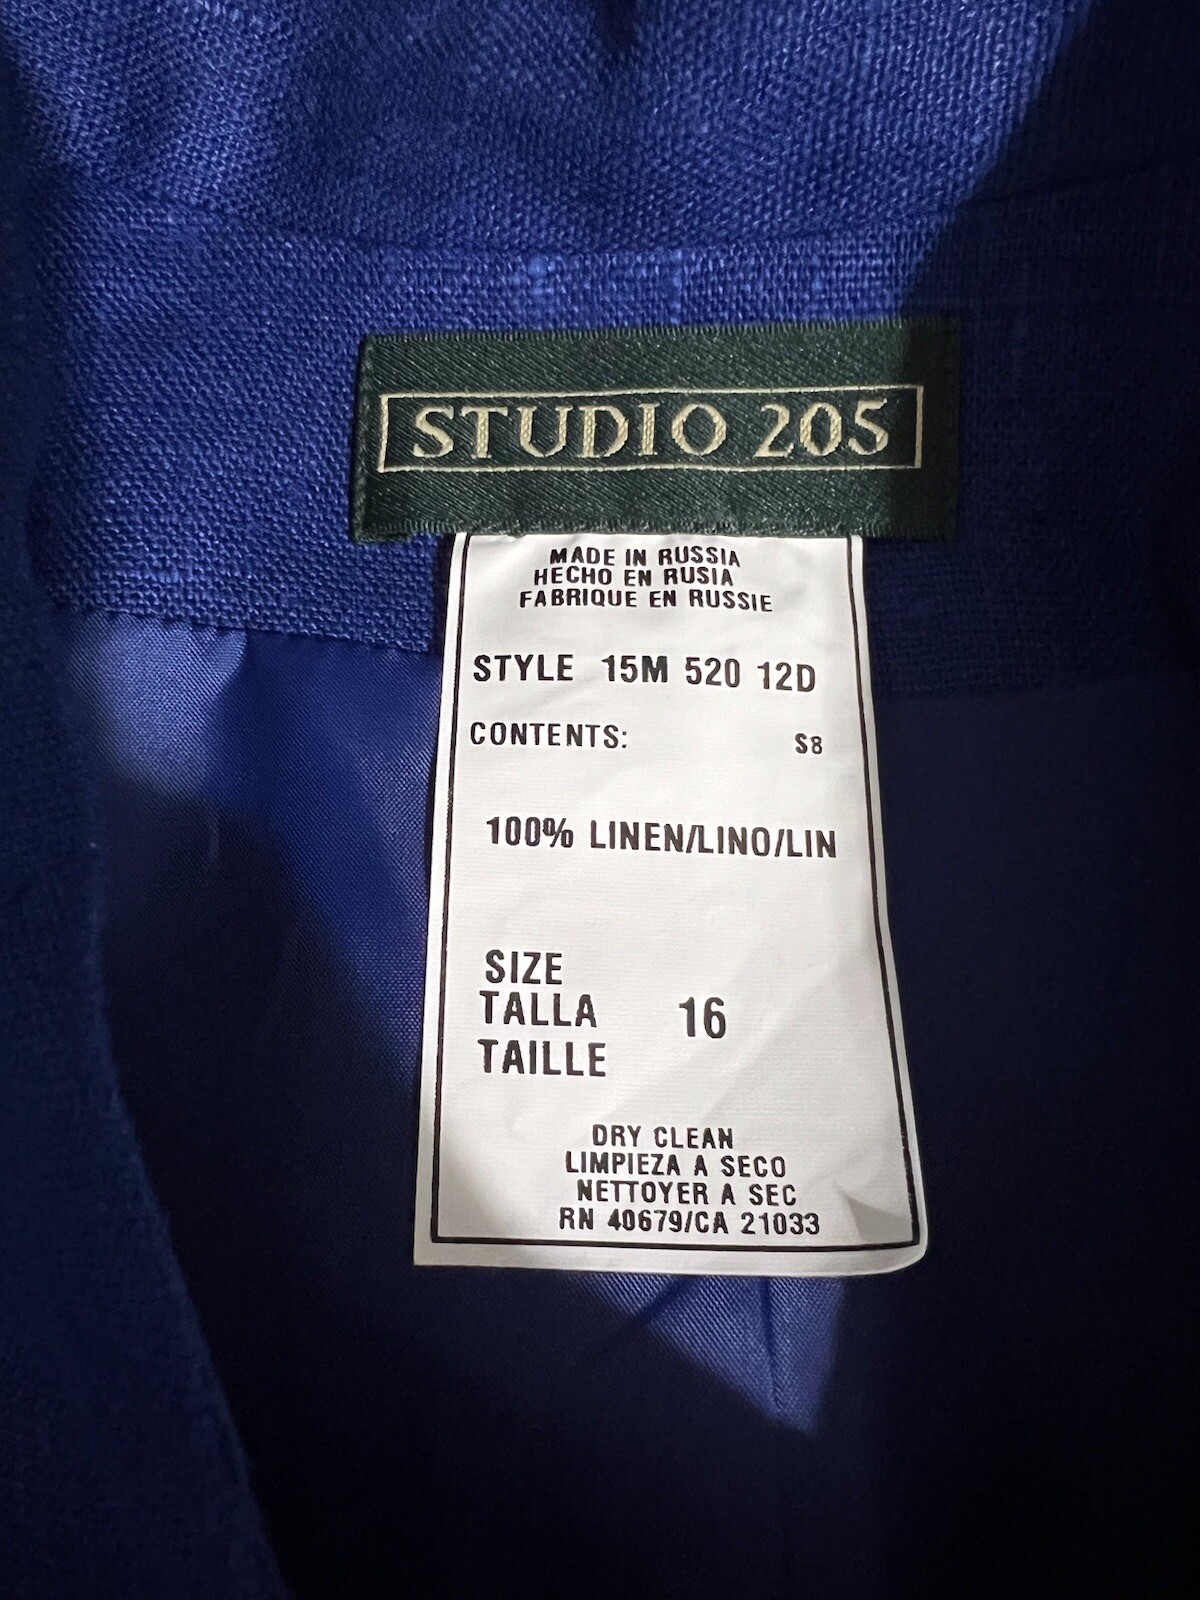 STUDIO 205
MADE IN RUSSIA
HECHO EN RUSIA
FABRIQUE EN RUSSIE
STYLE 15M 520 12D
CONTENTS: S8
100% LINEN/LINO/LIN
SIZE
TALLA 16
TAILLE
DRY CLEAN
LIMPIEZA A SECO
NETTOYER A SEC
RN 40679/CA 21033